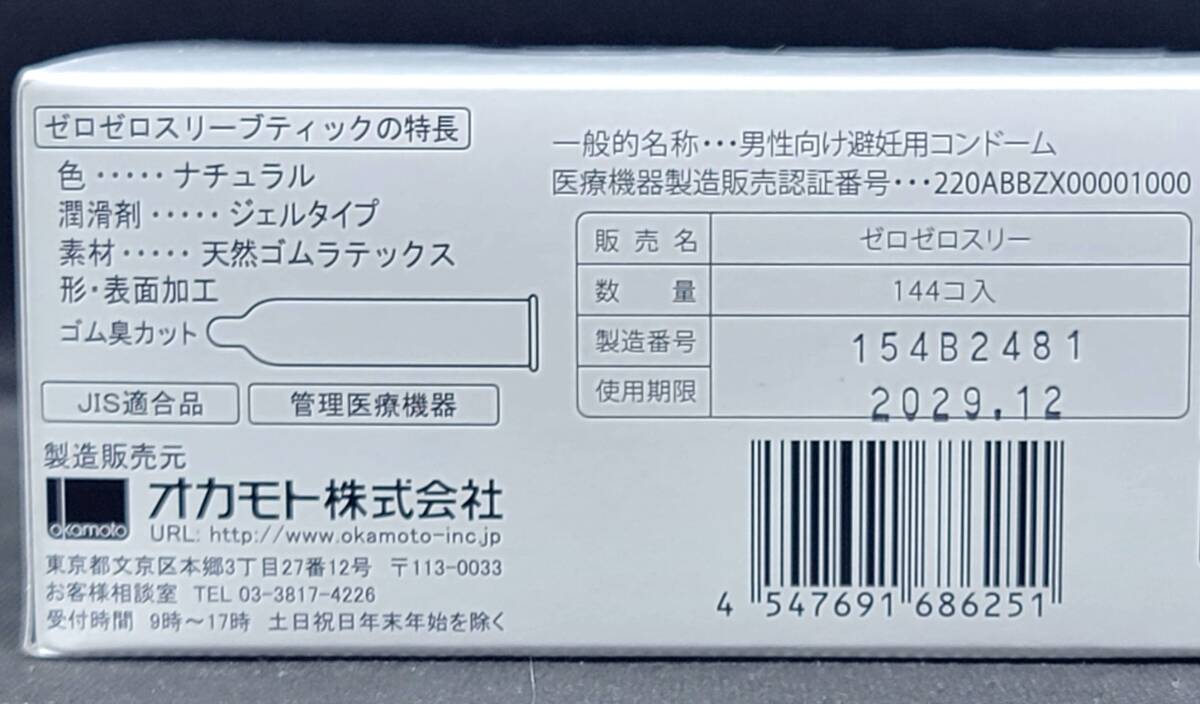 ゼロゼロスリーブティックの特長
色・・・・・ナチュラル
潤滑剤・・・・・ジェルタイプ
素材・・・・・天然ゴムラテックス
形・表面加工
ゴム臭カット
JIS適合品
管理医療機器
製造販売元
okamoto
オカモト株式会社
URL: http://www.okamoto-inc.jp
東京都文京区本郷3丁目27番12号 〒113-0033
お客様相談室 TEL 03-3817-4226
受付時間 9時～17時 土日祝日年末年始を除く
一般的名称・・・男性向け避妊用コンドーム
医療機器製造販売認証番号・・・220ABBZX00001000
販売名 ゼロゼロスリー
数量 144コ入
製造番号 154B2481
使用期限 2029.12
4 547691 686251